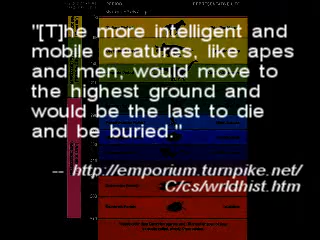 "[T]he more intelligent and
mobile creatures, like apes
and men, would move to
the highest ground and
would be the last to die
and be buried."
-- http://emporium.turnpike.net/
C/cs/wrldhist.htm